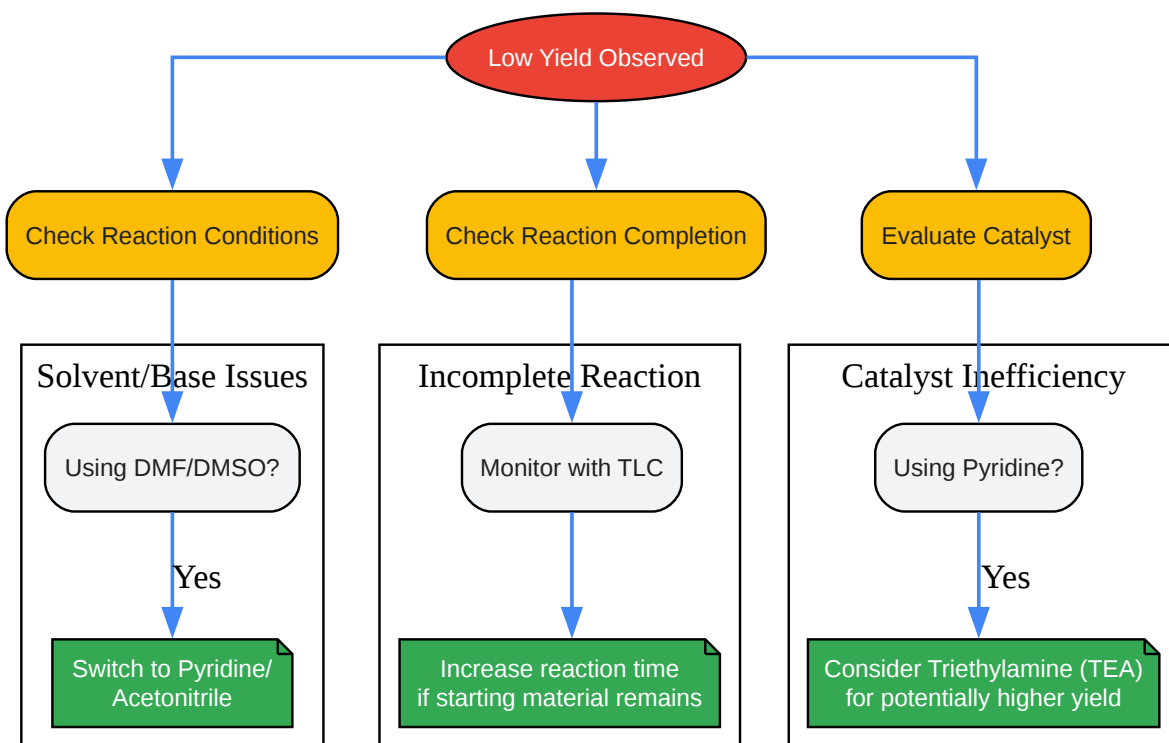 Low Yield Observed
Check Reaction Conditions
Check Reaction Completion
Evaluate Catalyst
Solvent/Base Issues
Incomplete Reaction
Catalyst Inefficiency
Using DMF/DMSO?
Monitor with TLC
Using Pyridine?
Yes
Yes
Switch to Pyridine/
Acetonitrile
Increase reaction time
if starting material remains
Consider Triethylamine (TEA)
for potentially higher yield